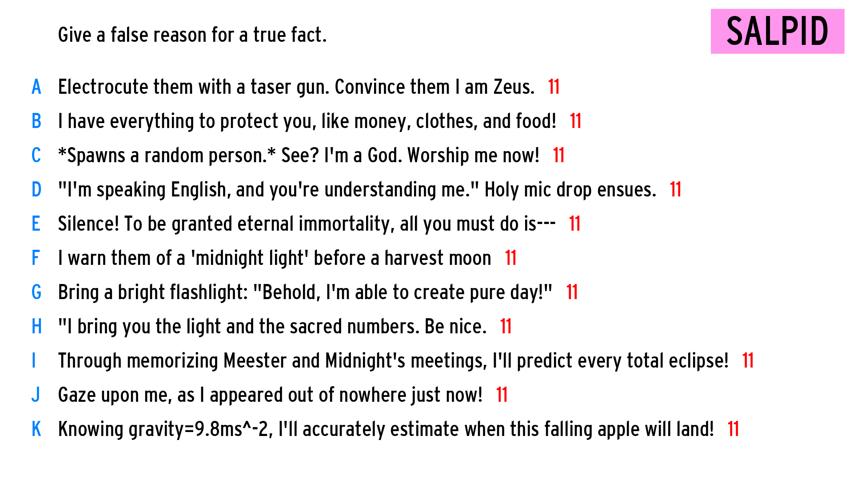 Give a false reason for a true fact.
SALPID
A Electrocute them with a taser gun. Convince them I am Zeus. 11
B I have everything to protect you, like money, clothes, and food! 11
C *Spawns a random person.* See? I'm a God. Worship me now! 11
D "I'm speaking English, and you're understanding me." Holy mic drop ensues. 11
E Silence! To be granted eternal immortality, all you must do is--- 11
F I warn them of a 'midnight light' before a harvest moon 11
G Bring a bright flashlight: "Behold, I'm able to create pure day!" 11
H "I bring you the light and the sacred numbers. Be nice. 11
I Through memorizing Meester and Midnight's meetings, I'll predict every total eclipse! 11
J Gaze upon me, as I appeared out of nowhere just now! 11
K Knowing gravity=9.8ms^-2, I'll accurately estimate when this falling apple will land! 11